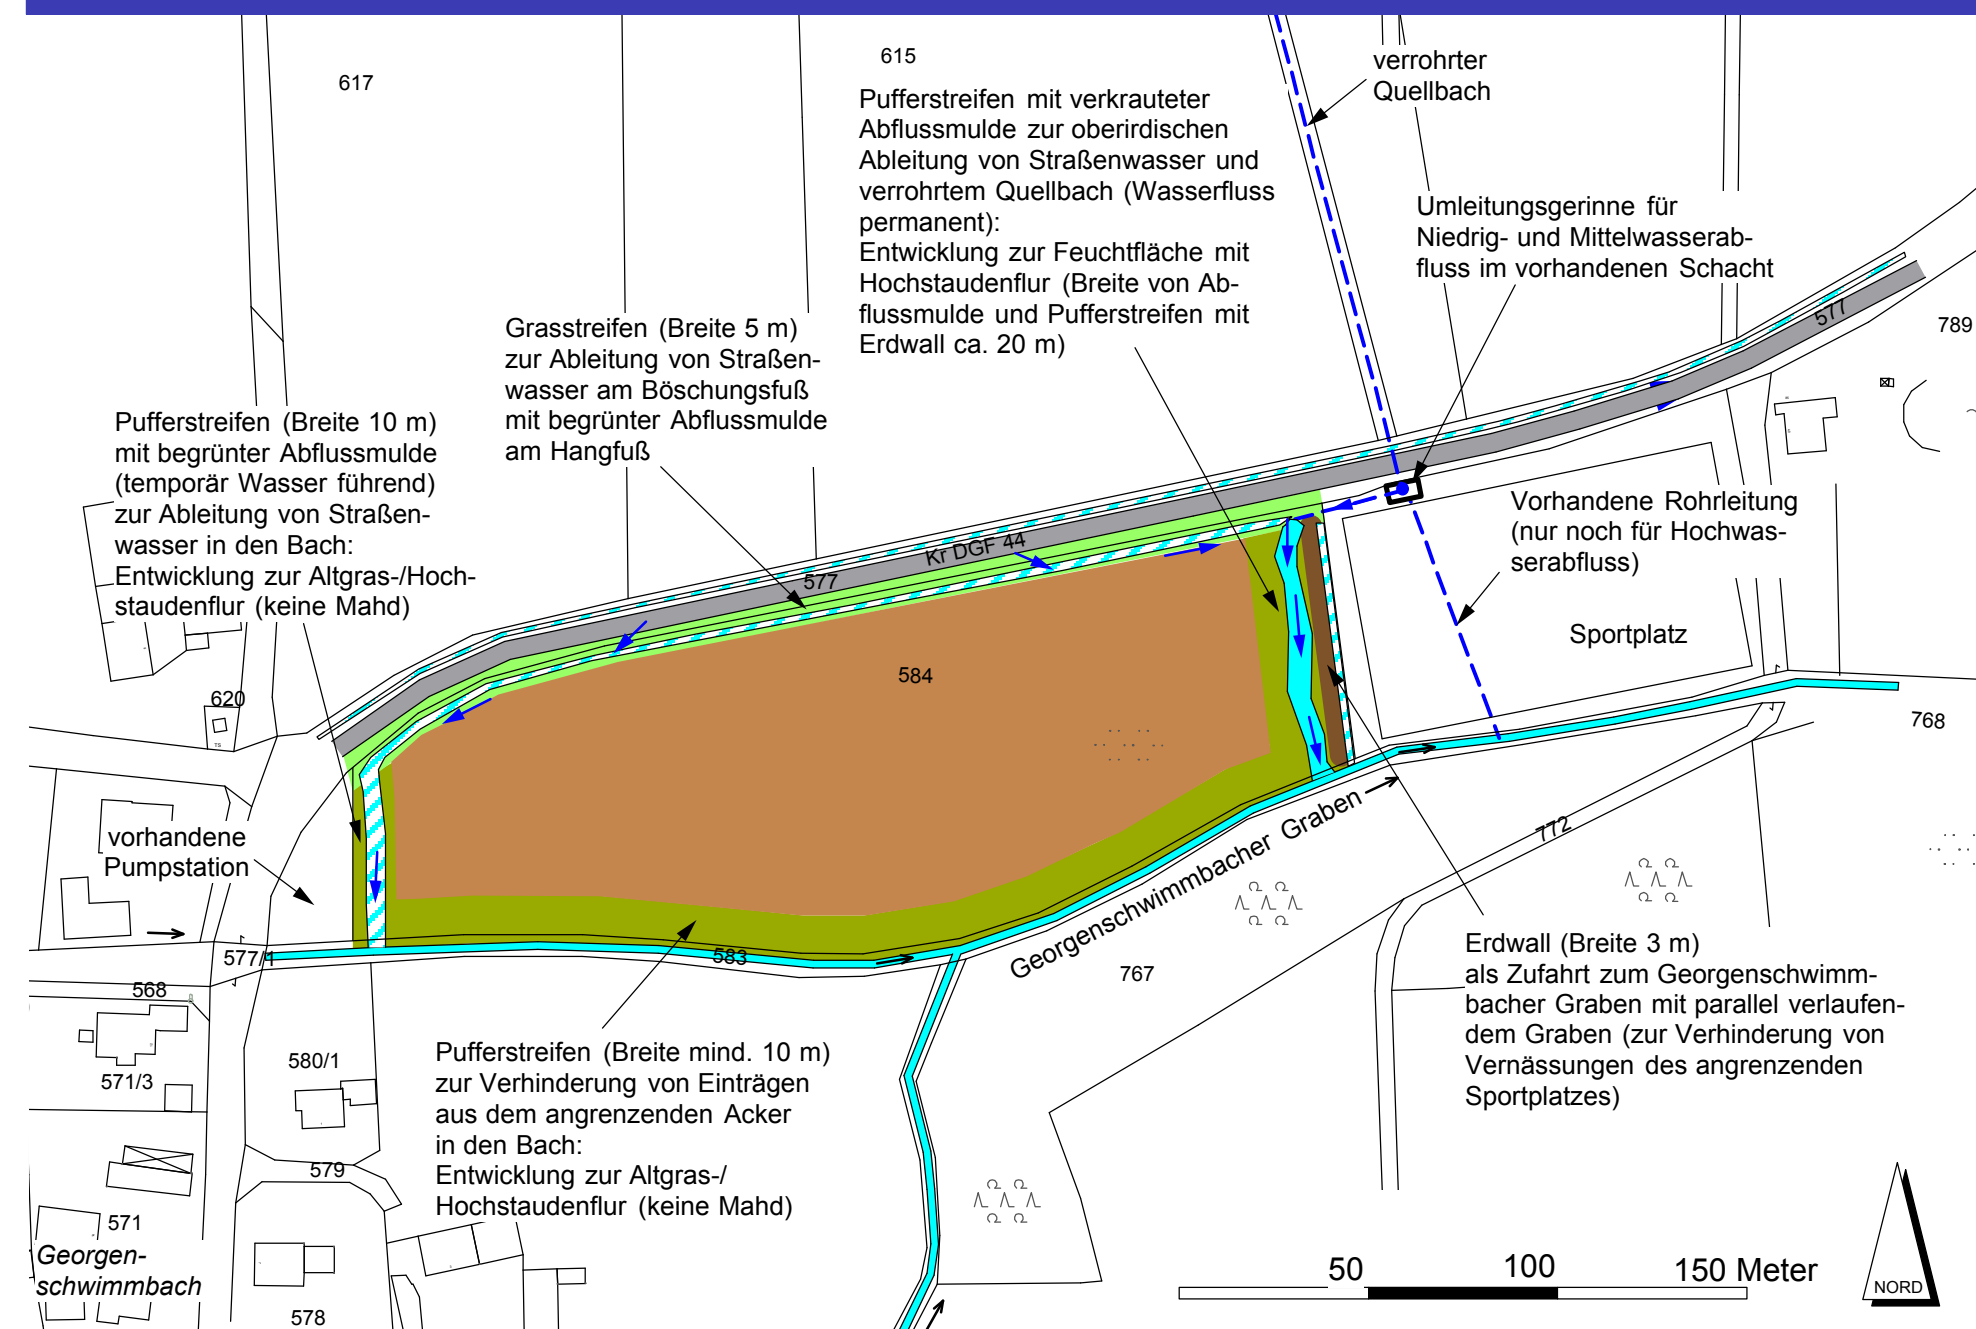 617
615
verrohrter
Quellbach
Pufferstreifen mit verkrauteter
Abflussmulde zur oberirdischen
Ableitung von Straßenwasser und
verrohrtem Quellbach (Wasserfluss
permanent):
Entwicklung zur Feuchtfläche mit
Hochstaudenflur (Breite von Ab-
flussmulde und Pufferstreifen mit
Erdwall ca. 20 m)
Umleitungsgerinne für
Niedrig- und Mittelwasserab-
fluss im vorhandenen Schacht
577
789
Grasstreifen (Breite 5 m)
zur Ableitung von Straßen-
wasser am Böschungsfuß
mit begrünter Abflussmulde
am Hangfuß
Pufferstreifen (Breite 10 m)
mit begrünter Abflussmulde
(temporär Wasser führend)
zur Ableitung von Straßen-
wasser in den Bach:
Entwicklung zur Altgras-/Hoch-
staudenflur (keine Mahd)
Vorhandene Rohrleitung
(nur noch für Hochwas-
serabfluss)
Kr DGF 44
577
Sportplatz
584
620
TS
768
vorhandene
Pumpstation
772
Georgenschwimmbacher Graben
577/1
583
767
568
Erdwall (Breite 3 m)
als Zufahrt zum Georgenschwimm-
bacher Graben mit parallel verlaufen-
dem Graben (zur Verhinderung von
Vernässungen des angrenzenden
Sportplatzes)
571/3
580/1
Pufferstreifen (Breite mind. 10 m)
zur Verhinderung von Einträgen
aus dem angrenzenden Acker
in den Bach:
Entwicklung zur Altgras-/
Hochstaudenflur (keine Mahd)
579
571
Georgen-
schwimmbach
578
50 100 150 Meter
NORD